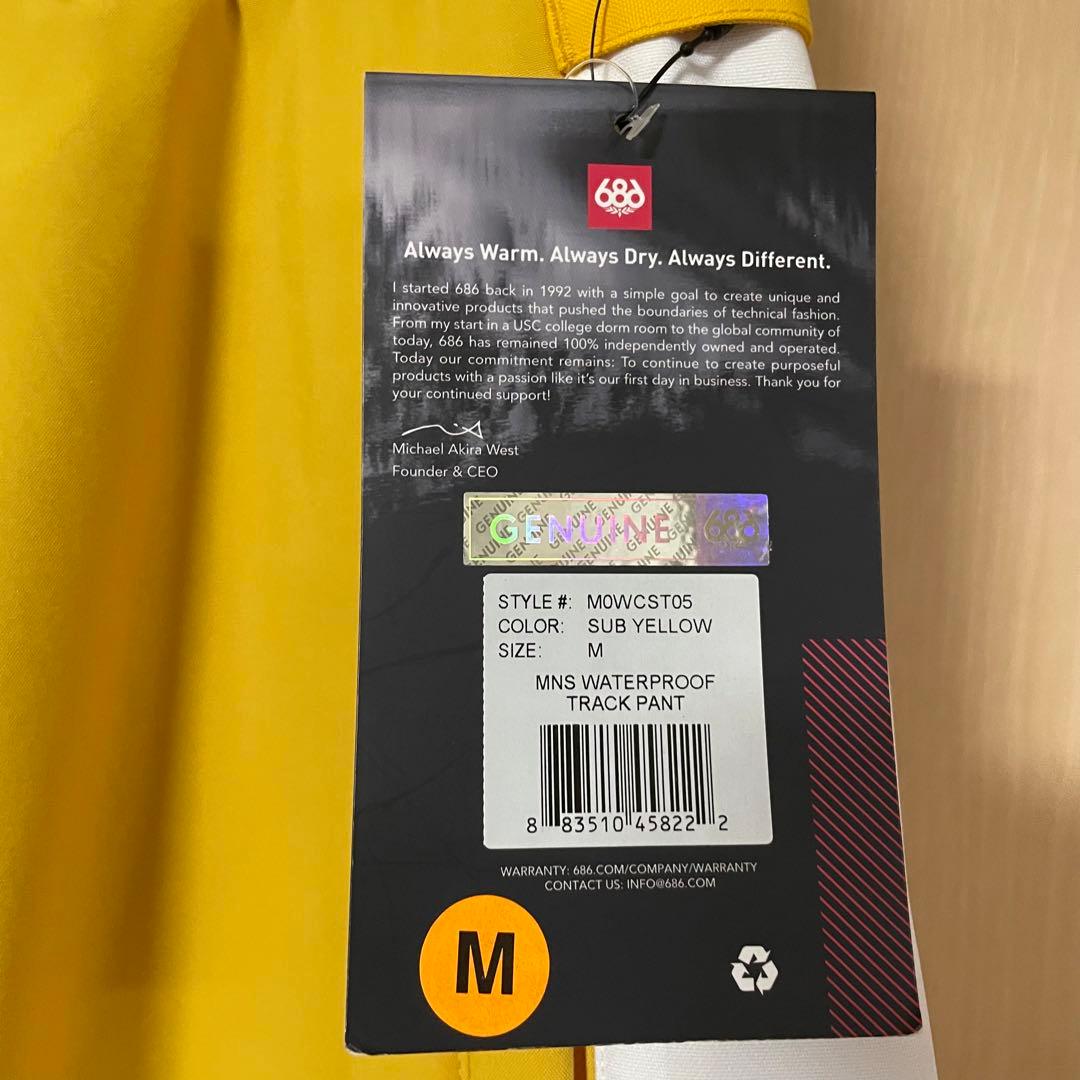 686
Always Warm. Always Dry. Always Different.
I started 686 back in 1992 with a simple goal to create unique and
innovative products that pushed the boundaries of technical fashion.
From my start in a USC college dorm room to the global community of
today, 686 has remained 100% independently owned and operated.
Today our commitment remains: To continue to create purposeful
products with a passion like it's our first day in business. Thank you for
your continued support!
Michael Akira West
Founder & CEO
GENUINE 686
STYLE #: M0WCST05
COLOR: SUB YELLOW
SIZE: M
MNS WATERPROOF
TRACK PANT
8 83510 45822 2
WARRANTY: 686.COM/COMPANY/WARRANTY
CONTACT US: INFO@686.COM
M